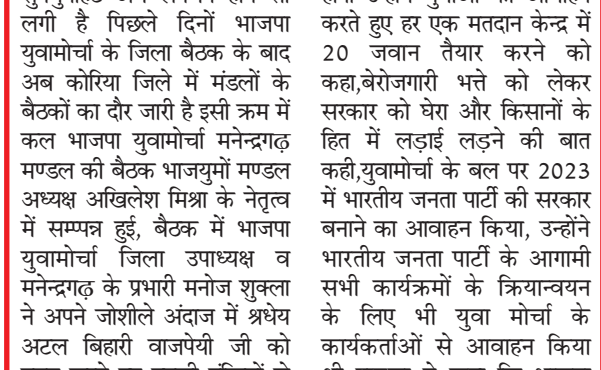 लगी है पिछले दिनों भाजपा
युवामोर्चा के जिला बैठक के बाद
अब कोरिया जिले में मंडलों के
बैठकों का दौर जारी है इसी क्रम में
कल भाजपा युवामोर्चा मनेन्द्रगढ़
मण्डल की बैठक भाजयुमों मण्डल
अध्यक्ष अखिलेश मिश्रा के नेतृत्व
में सम्म्पन्न हुई, बैठक में भाजपा
युवामोर्चा जिला उपाध्यक्ष व
मनेन्द्रगढ़ के प्रभारी मनोज शुक्ला
ने अपने जोशीले अंदाज में श्रधेय
अटल बिहारी वाजपेयी जी को
करते हुए हर एक मतदान केन्द्र में
20 जवान तैयार करने को
कहा,बेरोजगारी भत्ते को लेकर
सरकार को घेरा और किसानों के
हित में लड़ाई लड़ने की बात
कही,युवामोर्चा के बल पर 2023
में भारतीय जनता पार्टी की सरकार
बनाने का आवाहन किया, उन्होंने
भारतीय जनता पार्टी के आगामी
सभी कार्यक्रमों के क्रियान्वयन
के लिए भी युवा मोर्चा के
कार्यकर्ताओं से आवाहन किया